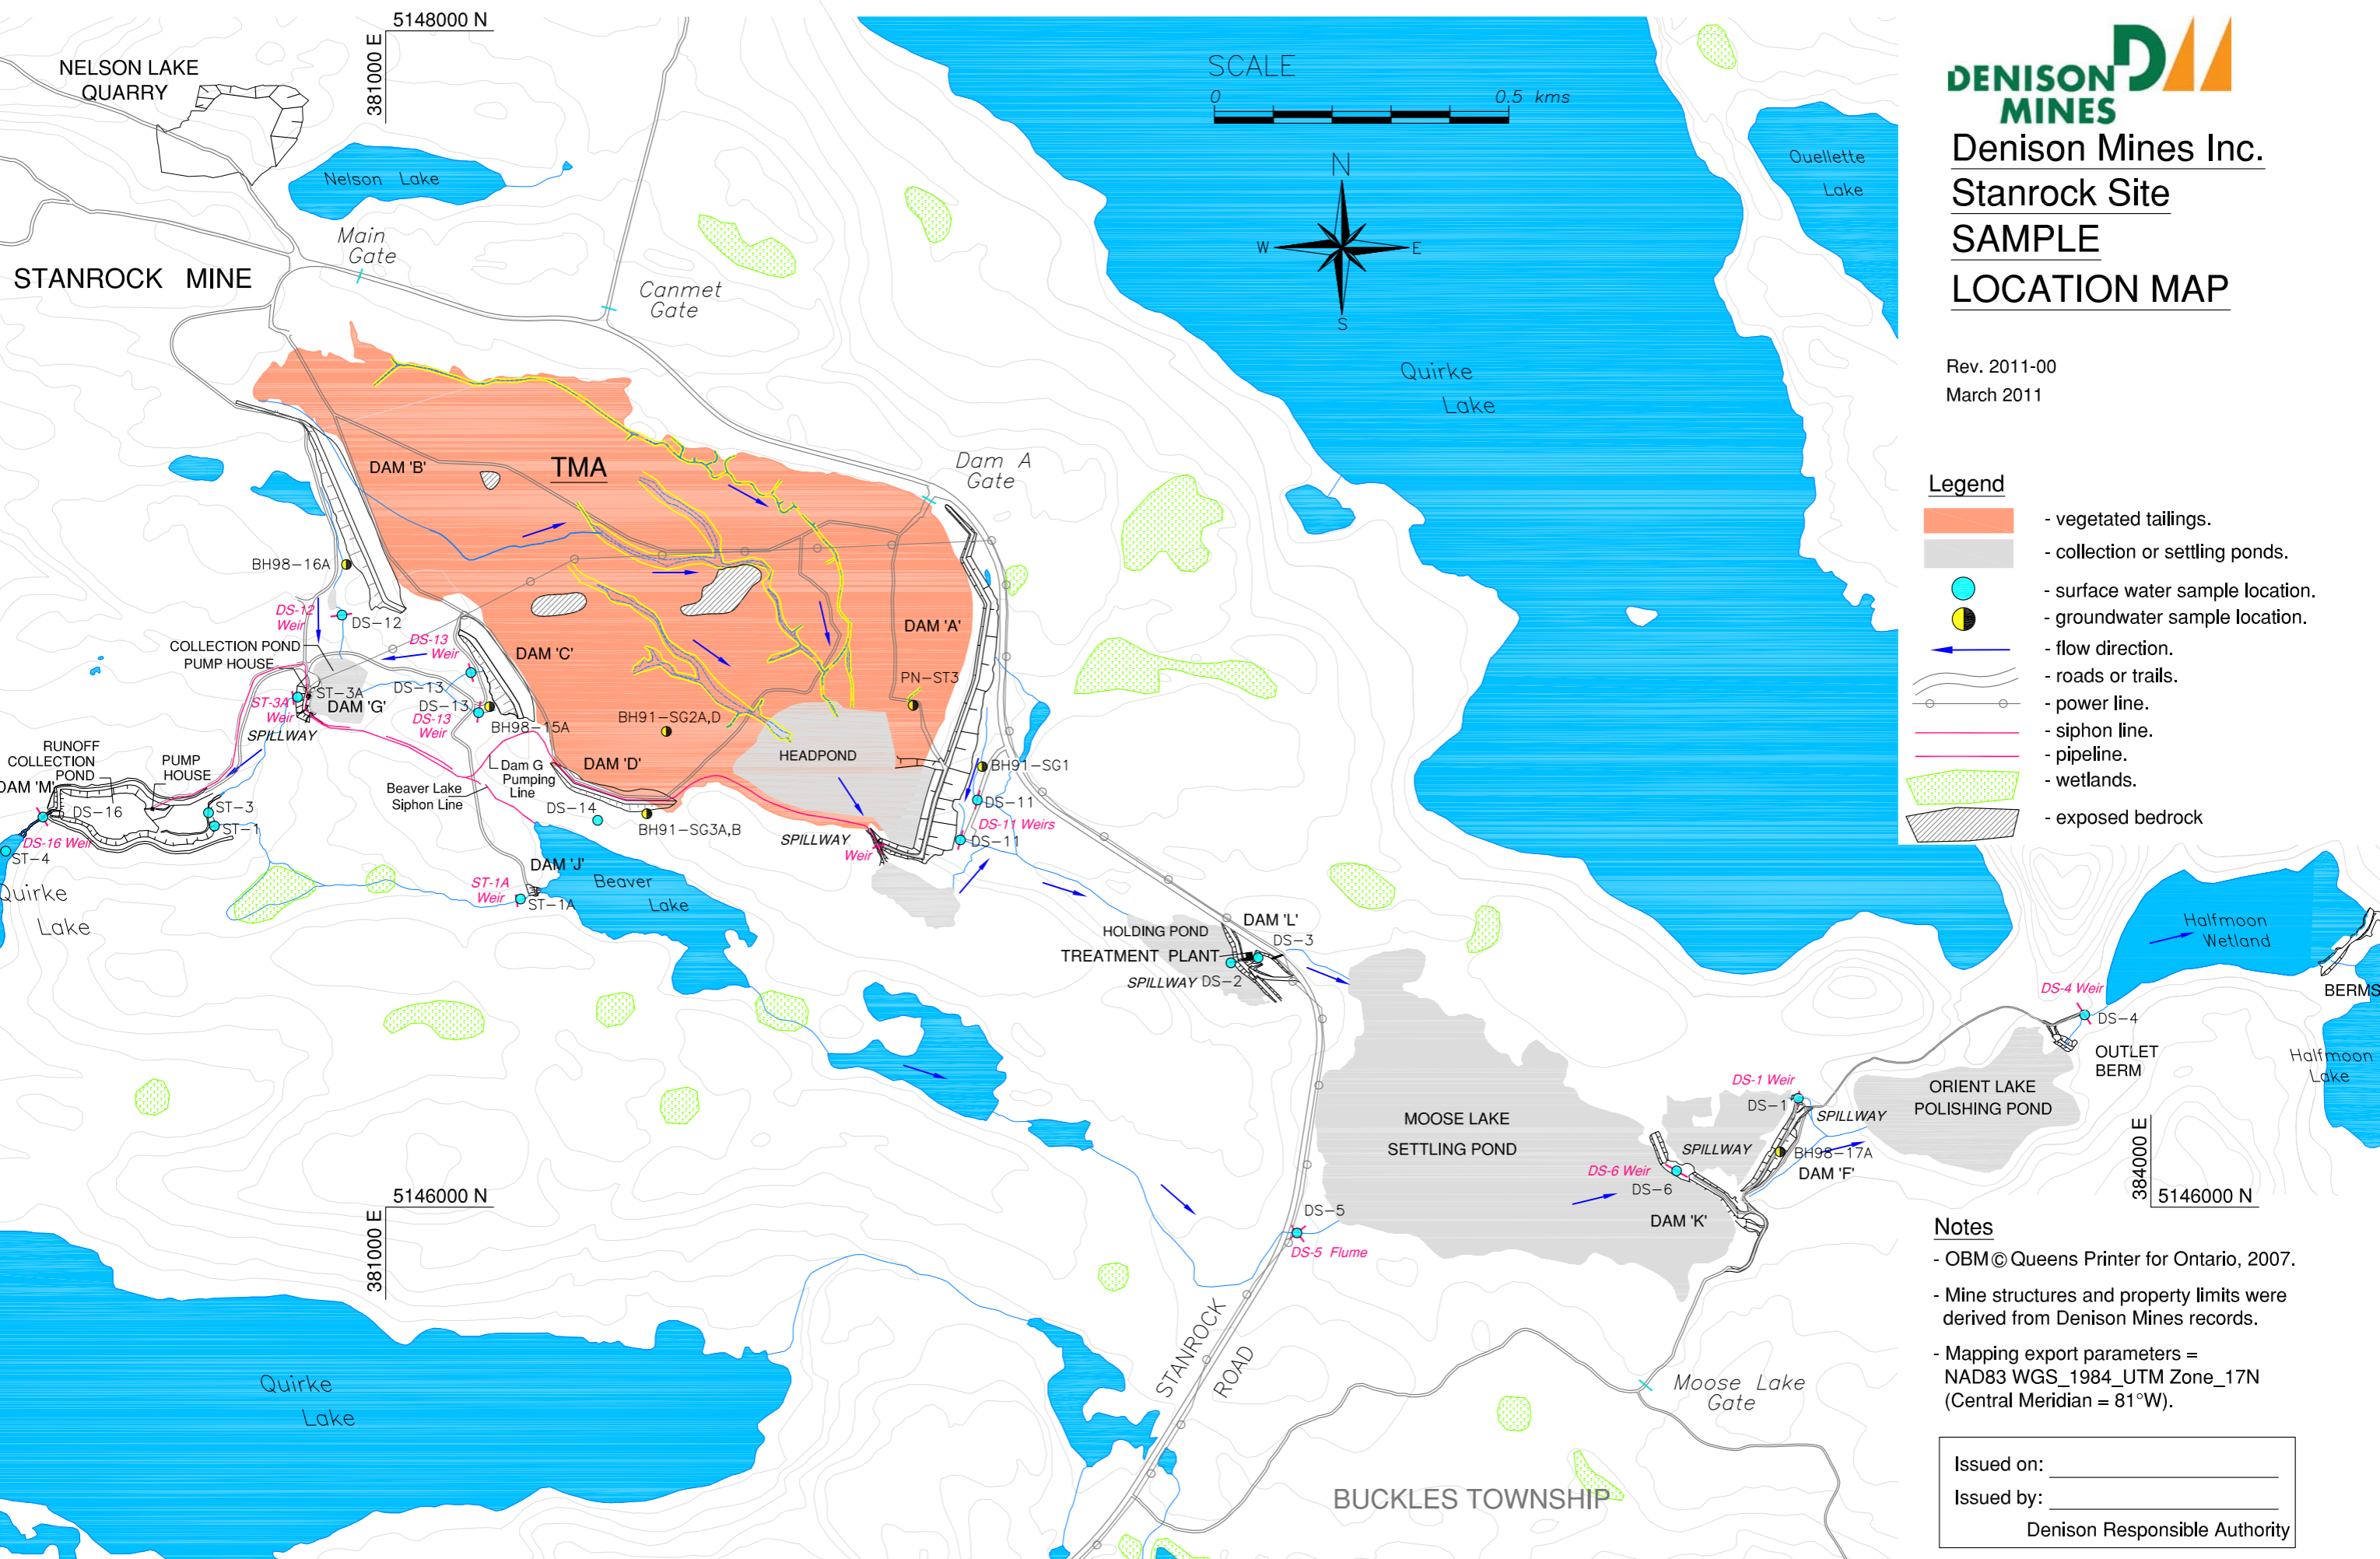 5148000 N
381000 E
NELSON LAKE
QUARRY
Nelson Lake
Main
Gate
STANROCK MINE
Canmet
Gate
SCALE
0
0.5 kms
N
W
E
S
Ouellette
Lake
Quirke
Lake
DENISON
MINES
Denison Mines Inc.
Stanrock Site
SAMPLE
LOCATION MAP
Rev. 2011-00
March 2011
Legend
- vegetated tailings.
- collection or settling ponds.
- surface water sample location.
- groundwater sample location.
- flow direction.
- roads or trails.
- power line.
- siphon line.
- pipeline.
- wetlands.
- exposed bedrock
DAM 'B'
TMA
Dam A
Gate
BH98-16A
DS-12
Weir
DS-12
COLLECTION POND
PUMP HOUSE
DS-13
Weir
DAM 'C'
DAM 'A'
PN-ST3
DS-13
ST-3A
ST-3A
Weir
DAM 'G'
DS-13
DS-13
Weir
BH98-15A
BH91-SG2A,D
SPILLWAY
RUNOFF
COLLECTION
POND
PUMP
HOUSE
HEADPOND
DAM 'D'
Dam G
Pumping
Line
BH91-SG1
DAM 'M'
Beaver Lake
Siphon Line
DS-16
ST-3
ST-1
DS-14
BH91-SG3A,B
DS-11
DS-11 Weirs
DS-11
SPILLWAY
Weir
DS-16 Weir
ST-4
Quirke
Lake
DAM 'J'
ST-1A
Weir
ST-1A
Beaver
Lake
HOLDING POND
DAM 'L'
DS-3
TREATMENT PLANT
SPILLWAY
DS-2
Halfmoon
Wetland
DS-4 Weir
DS-4
BERMS
OUTLET
BERM
Halfmoon
Lake
ORIENT LAKE
POLISHING POND
DS-1 Weir
DS-1
SPILLWAY
MOOSE LAKE
SETTLING POND
SPILLWAY
BH98-17A
DAM 'F'
DS-6 Weir
DS-6
DAM 'K'
384000 E
5146000 N
5146000 N
381000 E
DS-5
DS-5 Flume
STANROCK
ROAD
Quirke
Lake
Moose Lake
Gate
BUCKLES TOWNSHIP
Notes
- OBM © Queens Printer for Ontario, 2007.
- Mine structures and property limits were
derived from Denison Mines records.
- Mapping export parameters =
NAD83 WGS_1984_UTM Zone_17N
(Central Meridian = 81°W).
Issued on:
Issued by:
Denison Responsible Authority